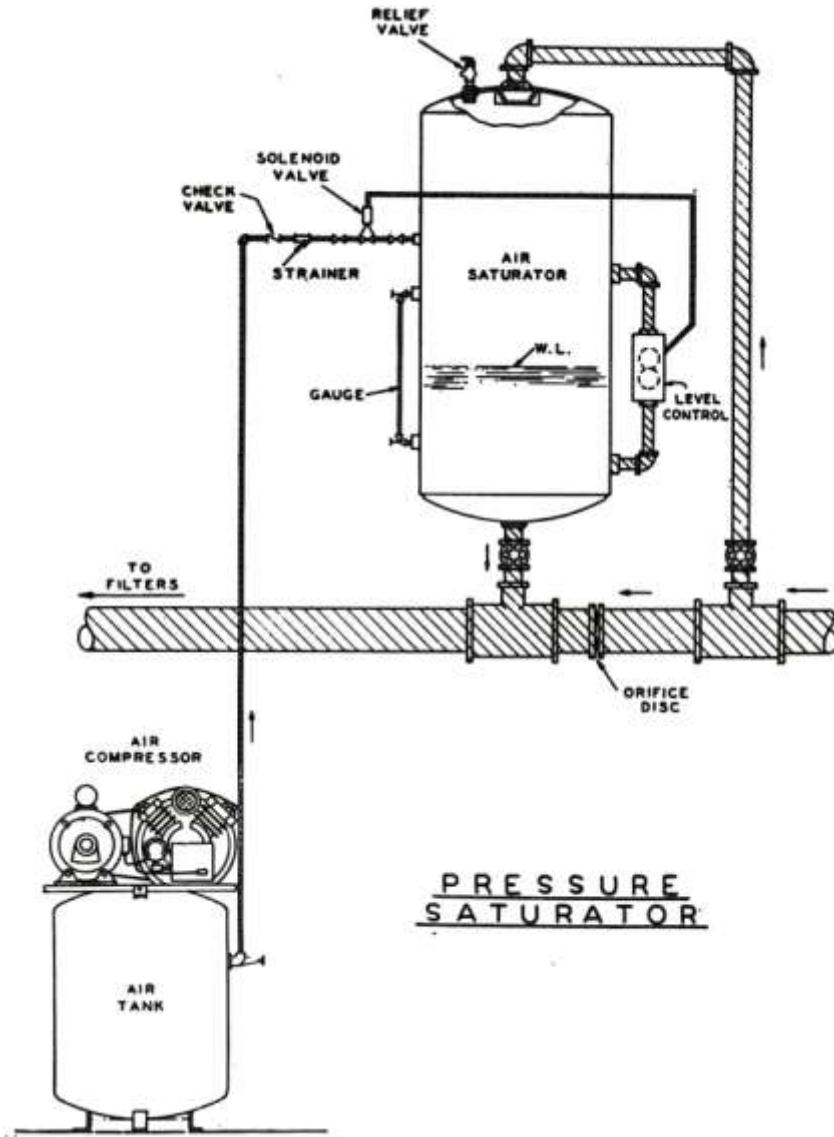 RELIEF
VALVE
SOLENOID
VALVE
CHECK
VALVE
STRAINER
AIR
SATURATOR
W.L.
GAUGE
LEVEL
CONTROL
TO
FILTERS
ORIFICE
DISC
AIR
COMPRESSOR
AIR
TANK
PRESSURE
SATURATOR